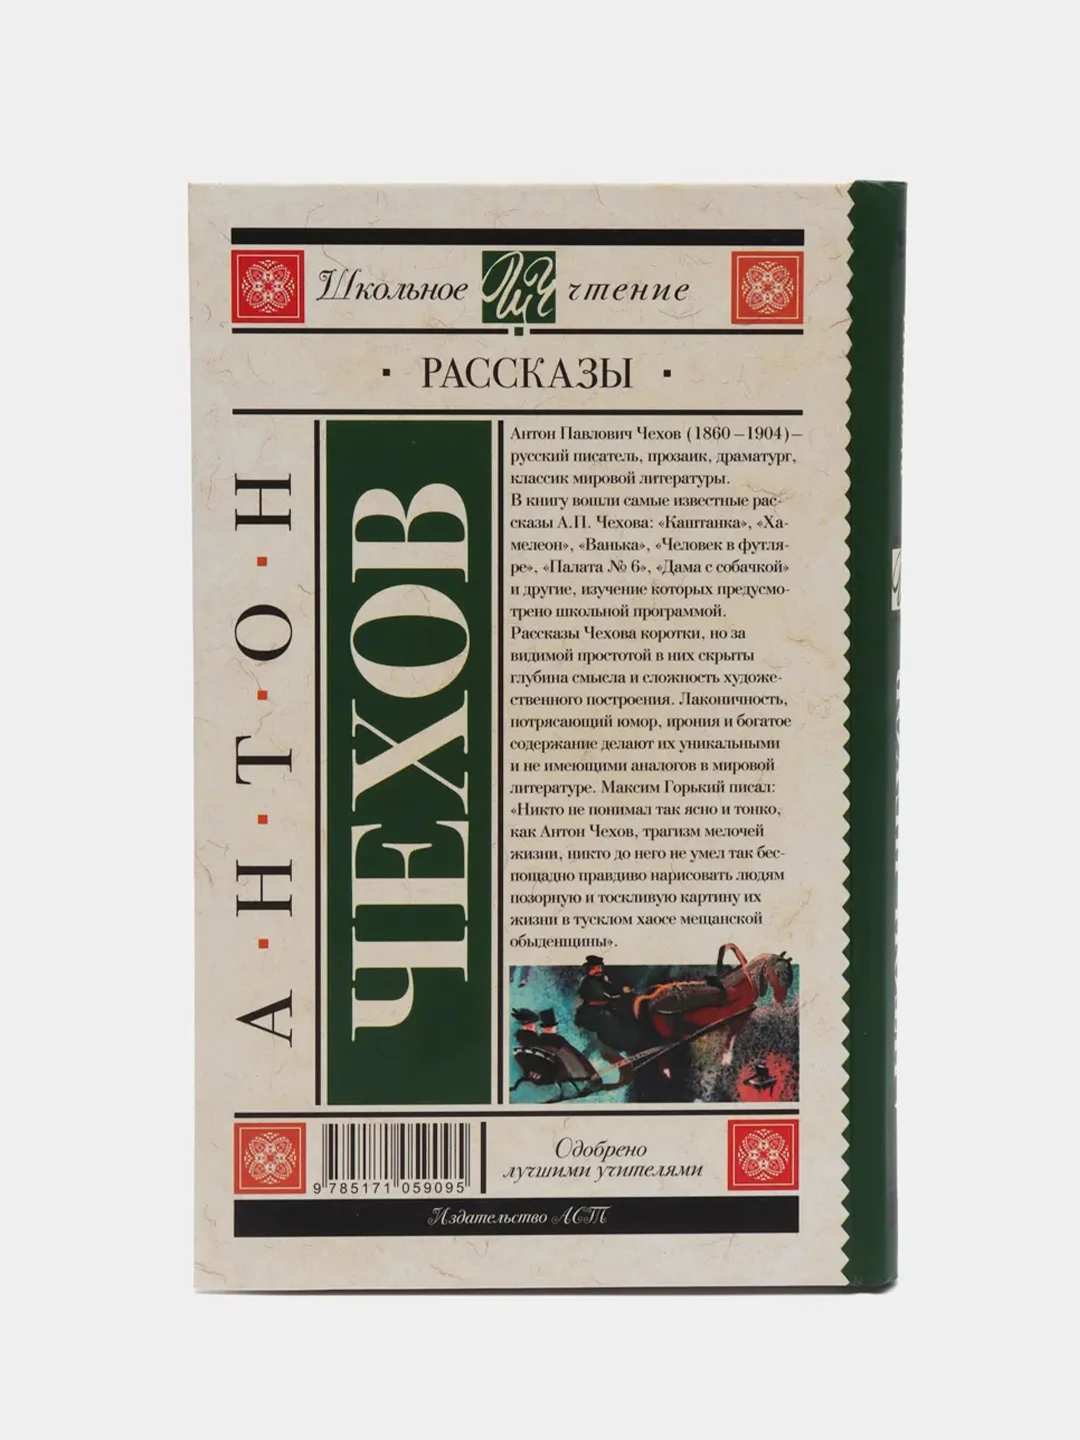 Школьное ШЧ чтение
· РАССКАЗЫ ·
АНТОН
ЧЕХОВ
Антон Павлович Чехов (1860–1904)–
русский писатель, прозаик, драматург,
классик мировой литературы.
В книгу вошли самые известные рас-
сказы А.П. Чехова: «Каштанка», «Ха-
мелеон», «Ванька», «Человек в футля-
ре», «Палата № 6», «Дама с собачкой»
и другие, изучение которых предусмо-
трено школьной программой.
Рассказы Чехова коротки, но за
видимой простотой в них скрыты
глубина смысла и сложность художе-
ственного построения. Лаконичность,
потрясающий юмор, ирония и богатое
содержание делают их уникальными
и не имеющими аналогов в мировой
литературе. Максим Горький писал:
«Никто не понимал так ясно и тонко,
как Антон Чехов, трагизм мелочей
жизни, никто до него не умел так бес-
пощадно правдиво нарисовать людям
позорную и тоскливую картину их
жизни в тусклом хаосе мещанской
обыденщины».
9 785171 059095
Одобрено
лучшими учителями
Издательство АСТ